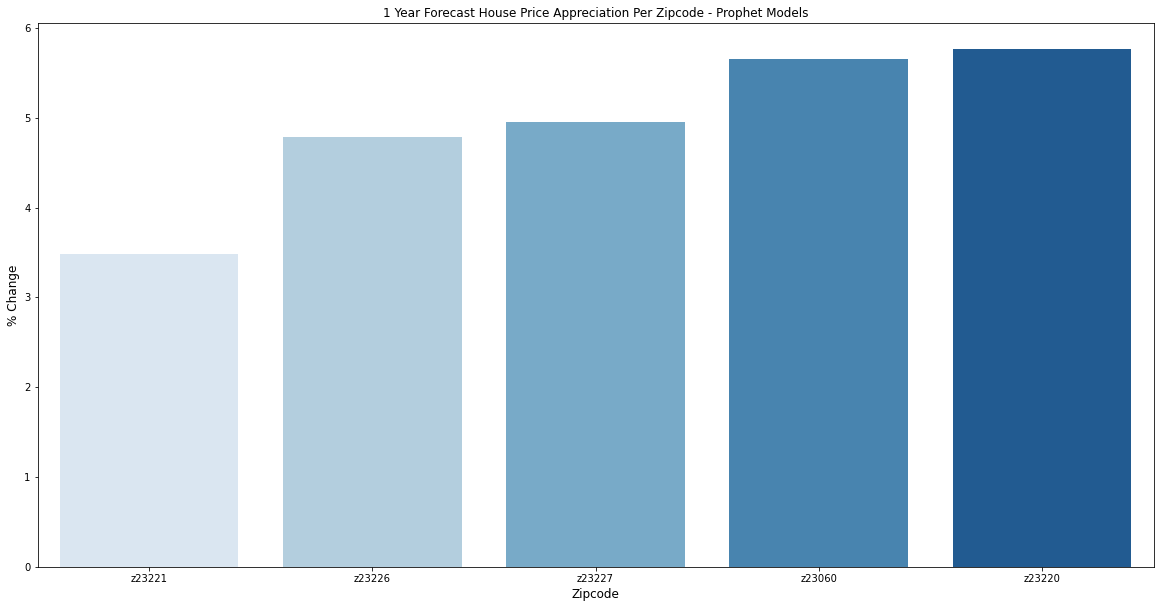 1 Year Forecast House Price Appreciation Per Zipcode - Prophet Models
6
5
4
3
2
1
0
% Change
z23221 z23226 z23227 z23060 z23220
Zipcode